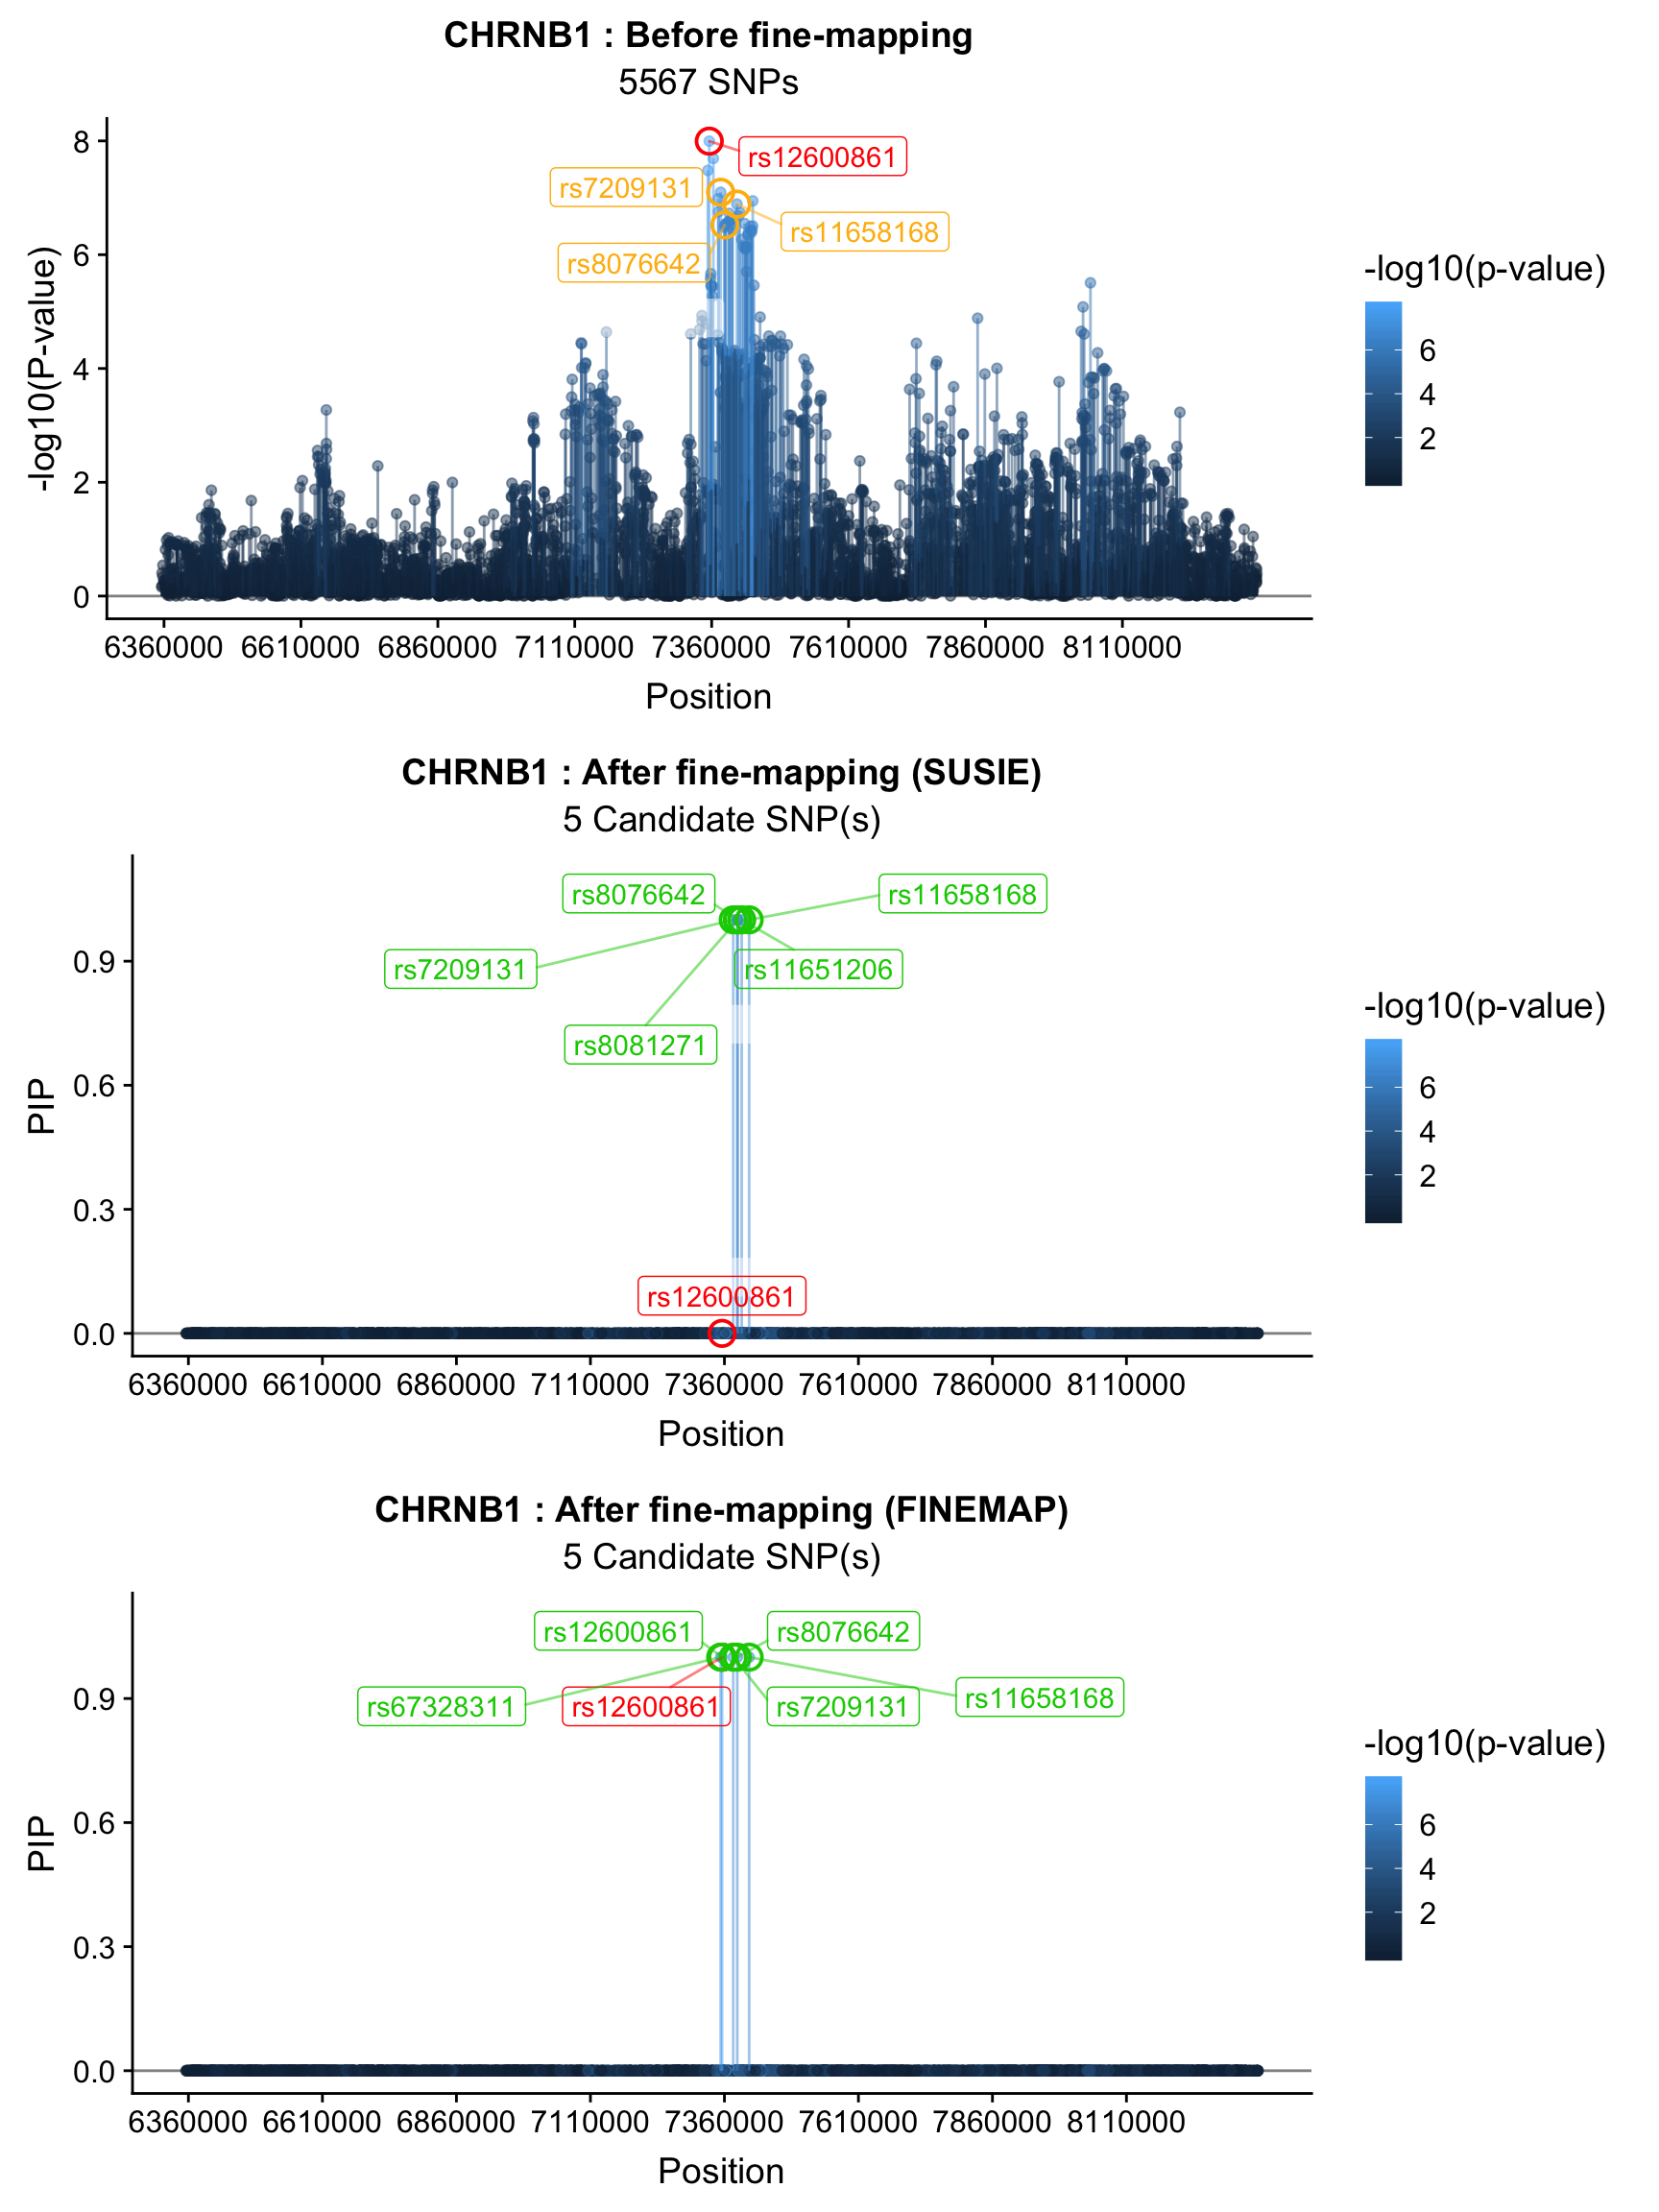 CHRNB1 : Before fine-mapping
5567 SNPs
8
rs12600861
rs7209131
rs11658168
rs8076642
6
4
2
0
-log10(P-value)
-log10(p-value)
6
4
2
6360000 6610000 6860000 7110000 7360000 7610000 7860000 8110000
Position
CHRNB1 : After fine-mapping (SUSIE)
5 Candidate SNP(s)
rs8076642
rs11658168
rs7209131
rs11651206
rs8081271
rs12600861
0.9
0.6
0.3
0.0
PIP
-log10(p-value)
6
4
2
6360000 6610000 6860000 7110000 7360000 7610000 7860000 8110000
Position
CHRNB1 : After fine-mapping (FINEMAP)
5 Candidate SNP(s)
rs12600861
rs8076642
rs67328311
rs12600861
rs7209131
rs11658168
0.9
0.6
0.3
0.0
PIP
-log10(p-value)
6
4
2
6360000 6610000 6860000 7110000 7360000 7610000 7860000 8110000
Position